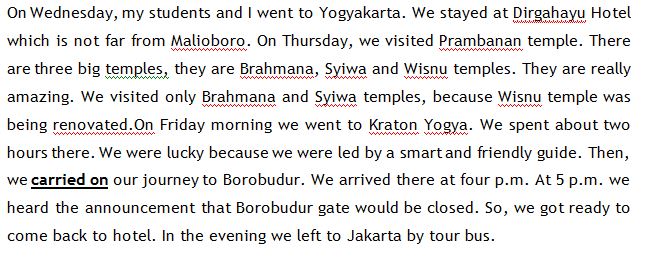 On Wednesday, my students and I went to Yogyakarta. We stayed at Dirgahayu Hotel
which is not far from Malioboro. On Thursday, we visited Prambanan temple. There
are three big temples, they are Brahmana, Syiwa and Wisnu temples. They are really
amazing. We visited only Brahmana and Syiwa temples, because Wisnu temple was
being renovated.On Friday morning we went to Kraton Yogya. We spent about two
hours there. We were lucky because we were led by a smart and friendly guide. Then,
we carried on our journey to Borobudur. We arrived there at four p.m. At 5 p.m. we
heard the announcement that Borobudur gate would be closed. So, we got ready to
come back to hotel. In the evening we left to Jakarta by tour bus.